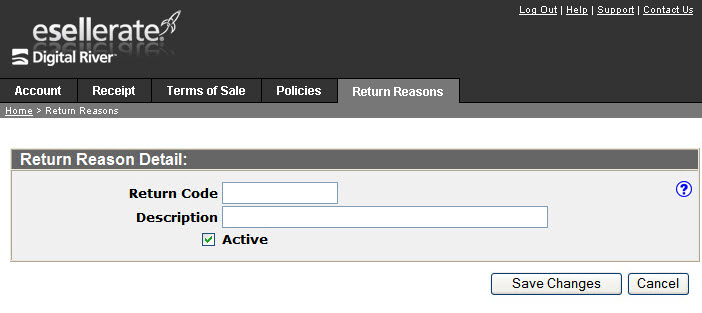 Log Out | Help | Support | Contact Us
esellerate.
Digital River
Account Receipt Terms of Sale Policies Return Reasons
Home > Return Reasons
Return Reason Detail:
Return Code
?
Description
Active
Save Changes Cancel